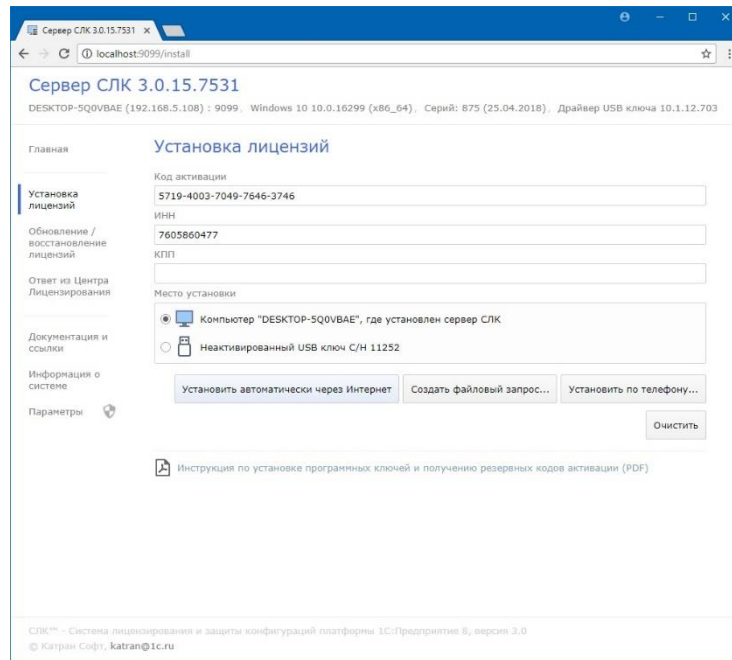 Сервер СЛК 3.0.15.7531
localhost:9099/install
Сервер СЛК 3.0.15.7531
DESKTOP-5Q0VBAE (192.168.5.108) : 9099, Windows 10 10.0.16299 (x86_64), Серий: 875 (25.04.2018), Драйвер USB ключа 10.1.12.703
Главная
Установка
лицензий
Обновление /
восстановление
лицензий
Ответ из Центра
Лицензирования
Документация и
ссылки
Информация о
системе
Параметры
Установка лицензий
Код активации
5719-4003-7049-7646-3746
ИНН
7605860477
КПП
Место установки
Компьютер "DESKTOP-5Q0VBAE", где установлен сервер СЛК
Неактивированный USB ключ С/Н 11252
Установить автоматически через Интернет
Создать файловый запрос...
Установить по телефону...
Очистить
Инструкция по установке программных ключей и получению резервных кодов активации (PDF)
СЛК™ - Система лицензирования и защиты конфигураций платформы 1С:Предприятие 8, версия 3.0
© Катран Софт, katran@1c.ru